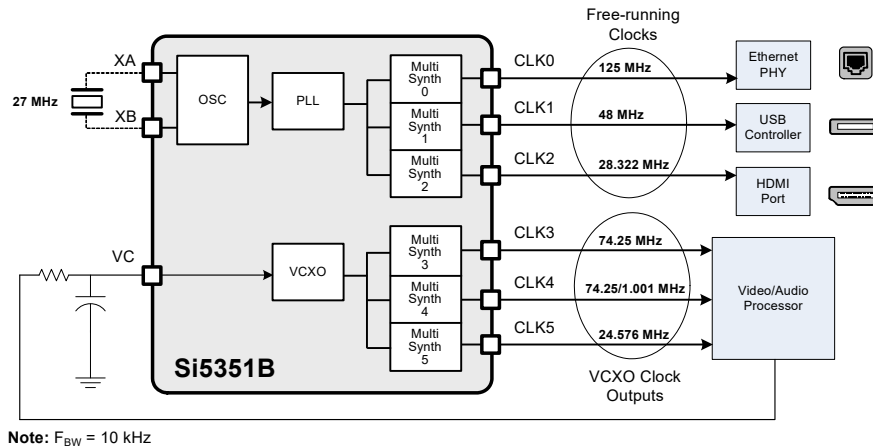 Free-running
Clocks
XA
27 MHz
XB
OSC
PLL
Multi
Synth
0
Multi
Synth
1
Multi
Synth
2
CLK0
125 MHz
CLK1
48 MHz
CLK2
28.322 MHz
Ethernet
PHY
USB
Controller
HDMI
Port
VC
VCXO
Multi
Synth
3
Multi
Synth
4
Multi
Synth
5
CLK3
74.25 MHz
CLK4
74.25/1.001 MHz
CLK5
24.576 MHz
Video/Audio
Processor
Si5351B
VCXO Clock
Outputs
Note: FBW = 10 kHz